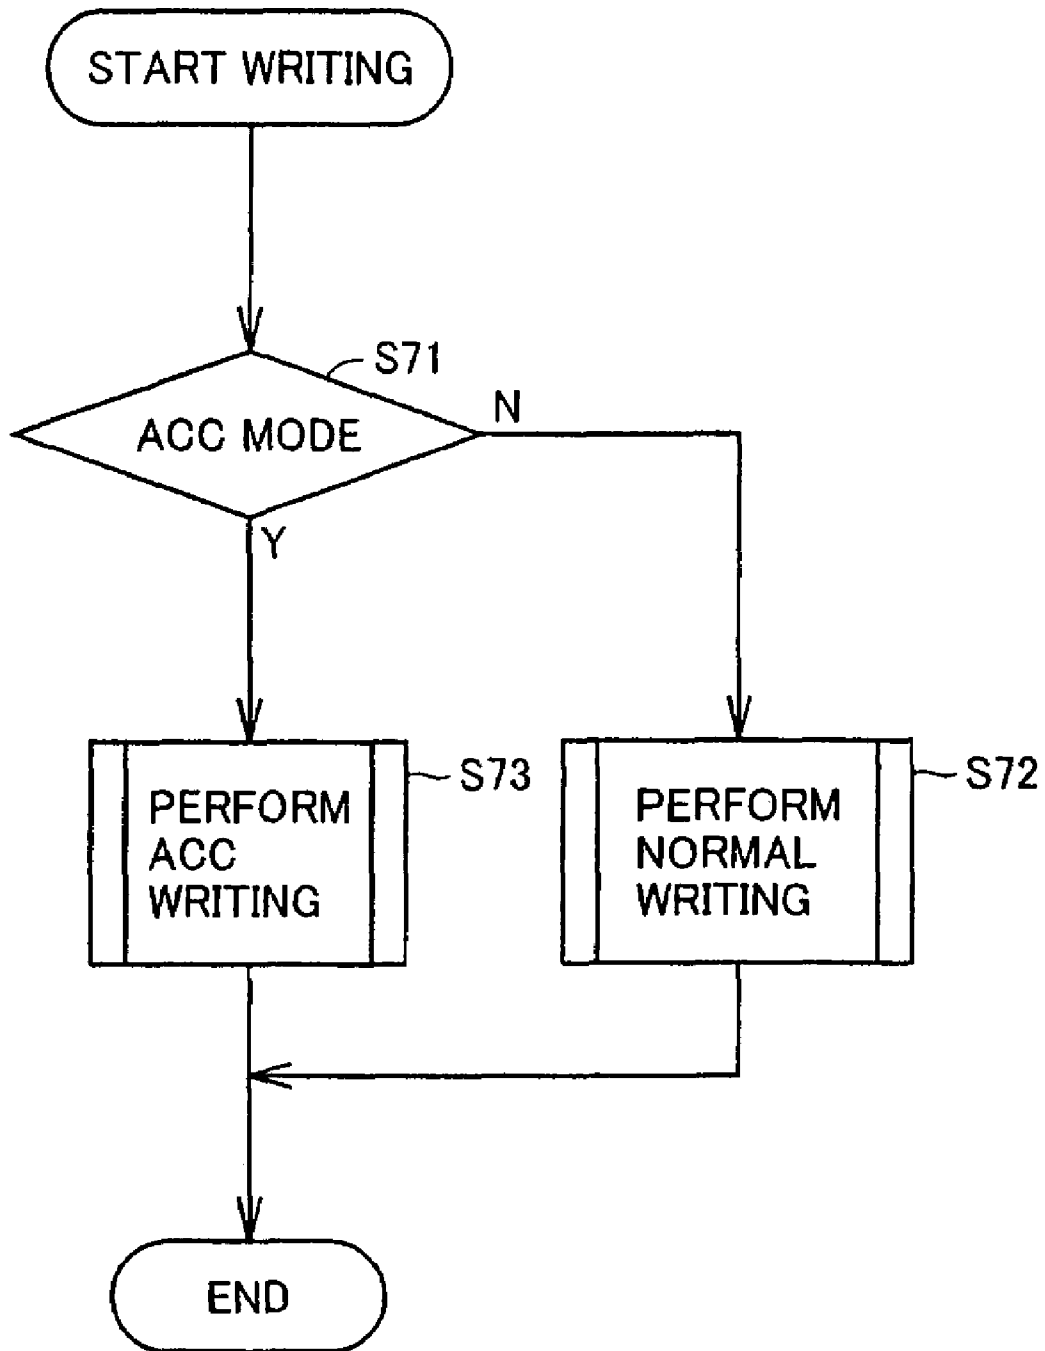 START WRITING
S71
ACC MODE
N
Y
S73
PERFORM
ACC
WRITING
S72
PERFORM
NORMAL
WRITING
END